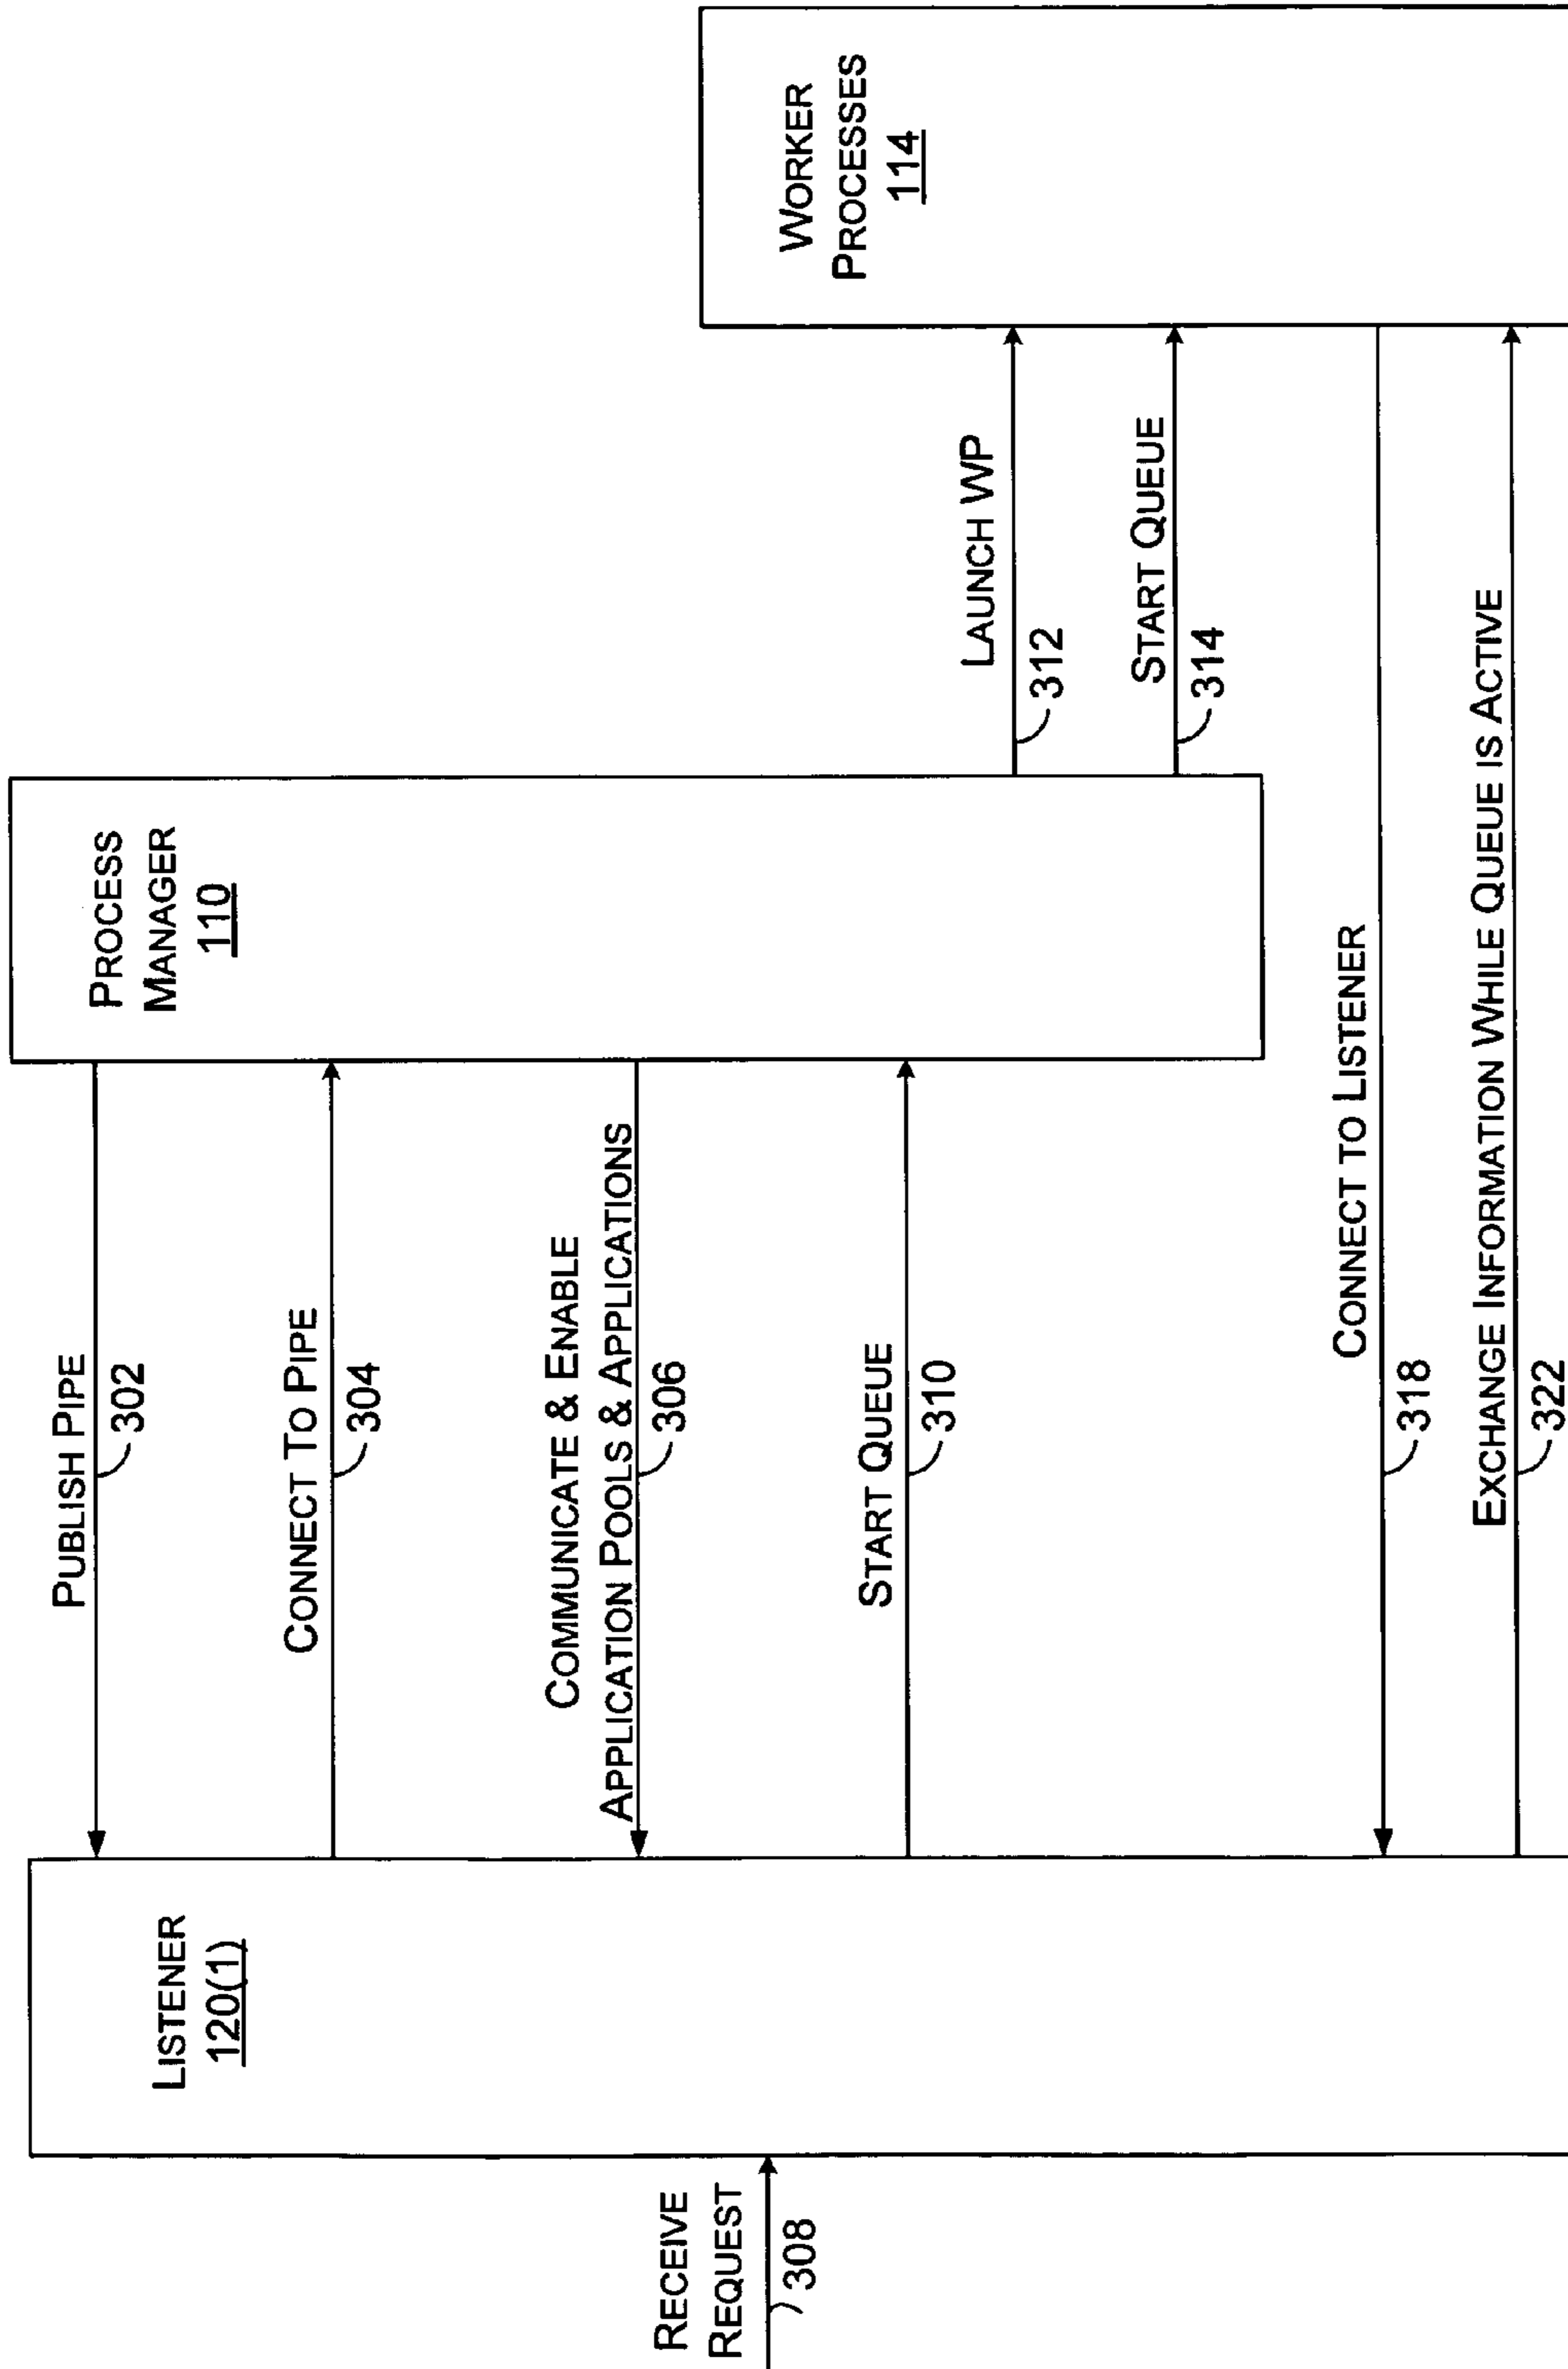 LISTENER
120(1)
PROCESS
MANAGER
110
WORKER
PROCESSES
114
PUBLISH PIPE
302
CONNECT TO PIPE
304
COMMUNICATE & ENABLE
APPLICATION POOLS & APPLICATIONS
306
RECEIVE
REQUEST
308
START QUEUE
310
LAUNCH WP
312
START QUEUE
314
CONNECT TO LISTENER
318
EXCHANGE INFORMATION WHILE QUEUE IS ACTIVE
322